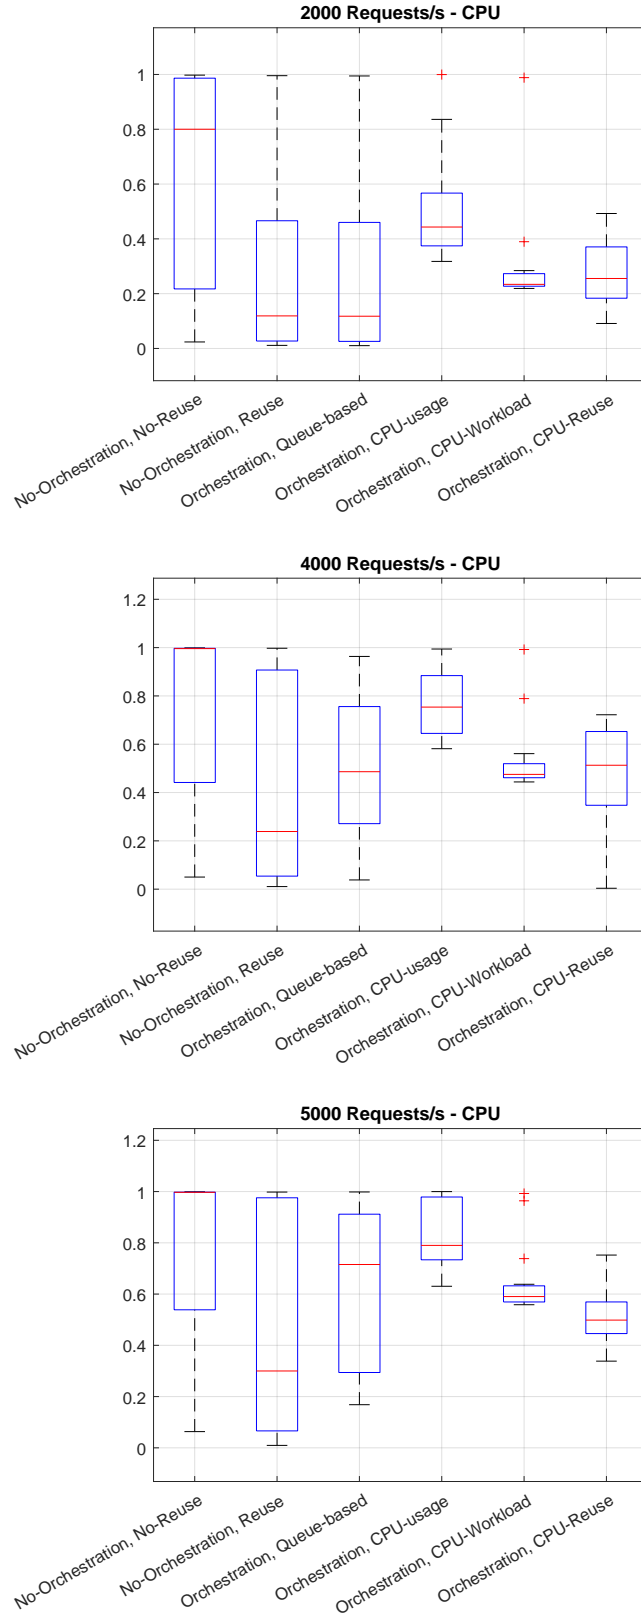 2000 Requests/s - CPU
1
0.8
0.6
0.4
0.2
0
No-Orchestration, No-Reuse
No-Orchestration, Reuse
Orchestration, Queue-based
Orchestration, CPU-usage
Orchestration, CPU-Workload
Orchestration, CPU-Reuse
4000 Requests/s - CPU
1.2
1
0.8
0.6
0.4
0.2
0
No-Orchestration, No-Reuse
No-Orchestration, Reuse
Orchestration, Queue-based
Orchestration, CPU-usage
Orchestration, CPU-Workload
Orchestration, CPU-Reuse
5000 Requests/s - CPU
1.2
1
0.8
0.6
0.4
0.2
0
No-Orchestration, No-Reuse
No-Orchestration, Reuse
Orchestration, Queue-based
Orchestration, CPU-usage
Orchestration, CPU-Workload
Orchestration, CPU-Reuse